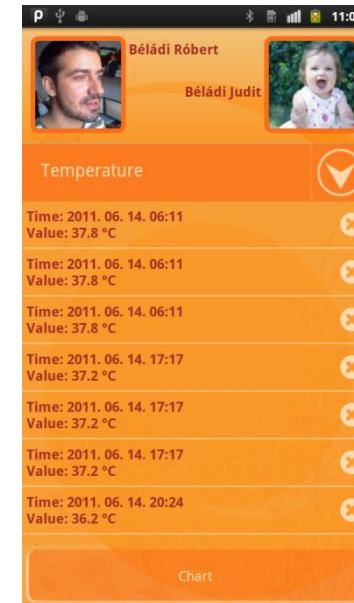 11:0
Béládi Róbert
Béládi Judit
Temperature
Time: 2011. 06. 14. 06:11
Value: 37.8 °C
Time: 2011. 06. 14. 06:11
Value: 37.8 °C
Time: 2011. 06. 14. 06:11
Value: 37.8 °C
Time: 2011. 06. 14. 17:17
Value: 37.2 °C
Time: 2011. 06. 14. 17:17
Value: 37.2 °C
Time: 2011. 06. 14. 17:17
Value: 37.2 °C
Time: 2011. 06. 14. 20:24
Value: 36.2 °C
Chart